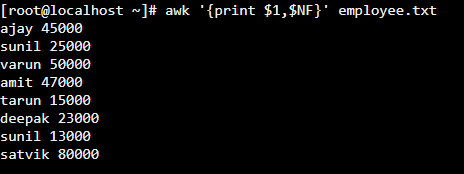 [root@localhost ~]# awk '{print $1,$NF}' employee.txt
ajay 45000
sunil 25000
varun 50000
amit 47000
tarun 15000
deepak 23000
sunil 13000
satvik 80000